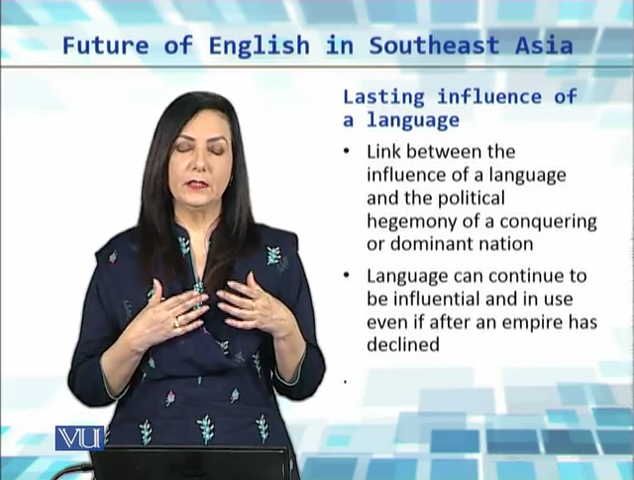 Future of English in Southeast Asia
Lasting influence of
a language
• Link between the
influence of a language
and the political
hegemony of a conquering
or dominant nation
• Language can continue to
be influential and in use
even if after an empire has
declined
.
VU